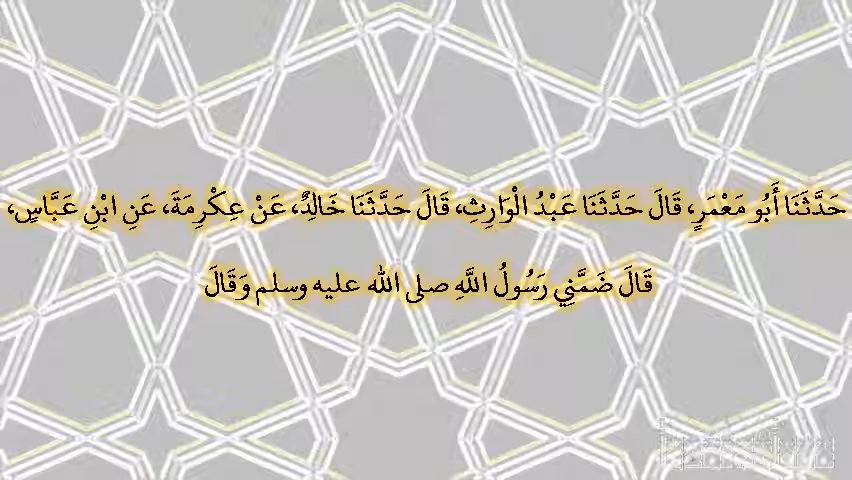 حَدَّثَنَا أَبُو مَعْمَرٍ، قَالَ حَدَّثَنَا عَبْدُ الْوَارِثِ، قَالَ حَدَّثَنَا خَالِدٌ، عَنْ عِكْرِمَةَ، عَنِ ابْنِ عَبَّاسٍ،
قَالَ ضَمَّنِي رَسُولُ اللَّهِ صلى الله عليه وسلم وَقَالَ